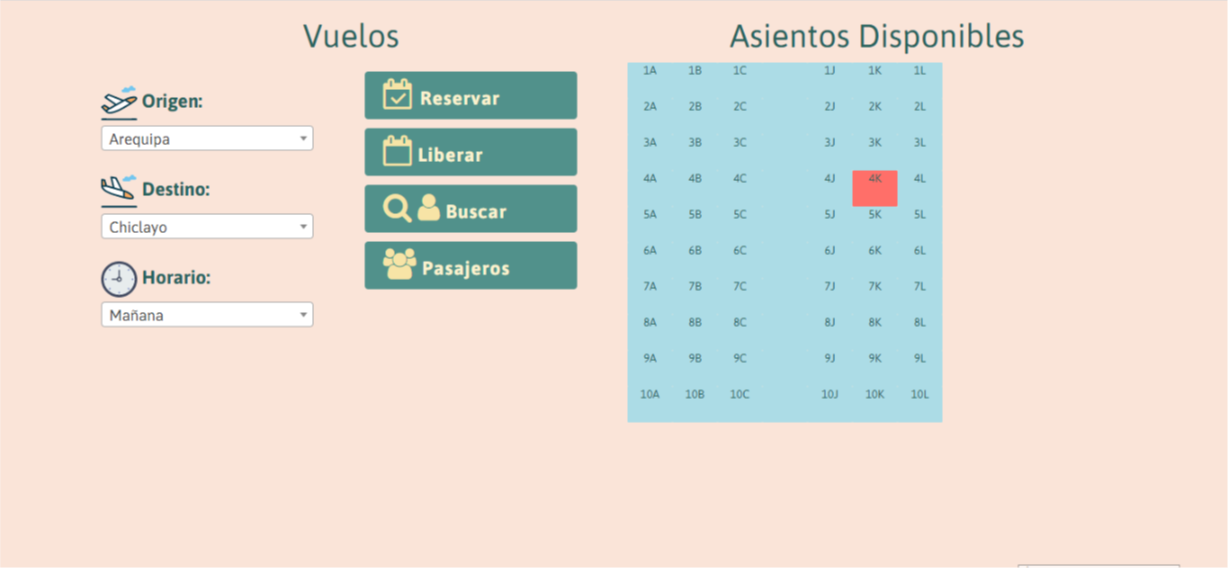 Vuelos
Origen:
Arequipa
Destino:
Chiclayo
Horario:
Mañana
Reservar
Liberar
Buscar
Pasajeros
Asientos Disponibles
1A 1B 1C 1J 1K 1L
2A 2B 2C 2J 2K 2L
3A 3B 3C 3J 3K 3L
4A 4B 4C 4J 4K 4L
5A 5B 5C 5J 5K 5L
6A 6B 6C 6J 6K 6L
7A 7B 7C 7J 7K 7L
8A 8B 8C 8J 8K 8L
9A 9B 9C 9J 9K 9L
10A 10B 10C 10J 10K 10L